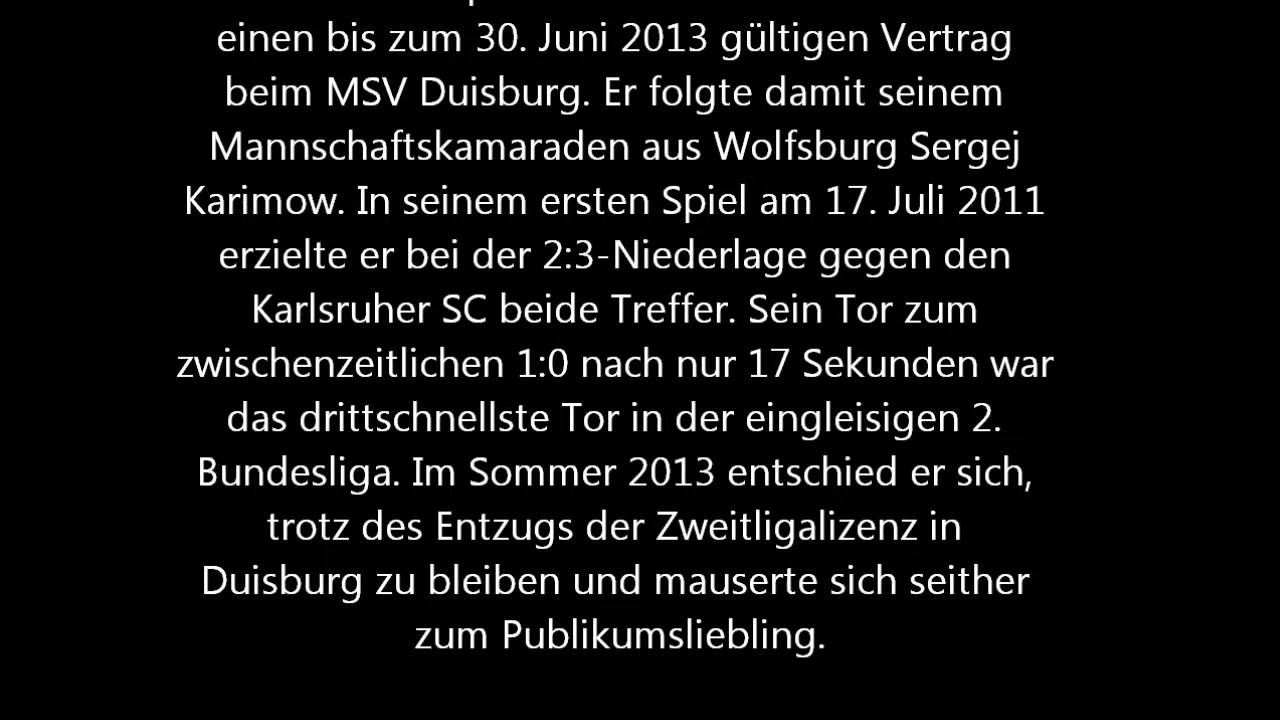 einen bis zum 30. Juni 2013 gültigen Vertrag
beim MSV Duisburg. Er folgte damit seinem
Mannschaftskamaraden aus Wolfsburg Sergej
Karimow. In seinem ersten Spiel am 17. Juli 2011
erzielte er bei der 2:3-Niederlage gegen den
Karlsruher SC beide Treffer. Sein Tor zum
zwischenzeitlichen 1:0 nach nur 17 Sekunden war
das drittschnellste Tor in der eingleisigen 2.
Bundesliga. Im Sommer 2013 entschied er sich,
trotz des Entzugs der Zweitligalizenz in
Duisburg zu bleiben und mauserte sich seither
zum Publikumsliebling.